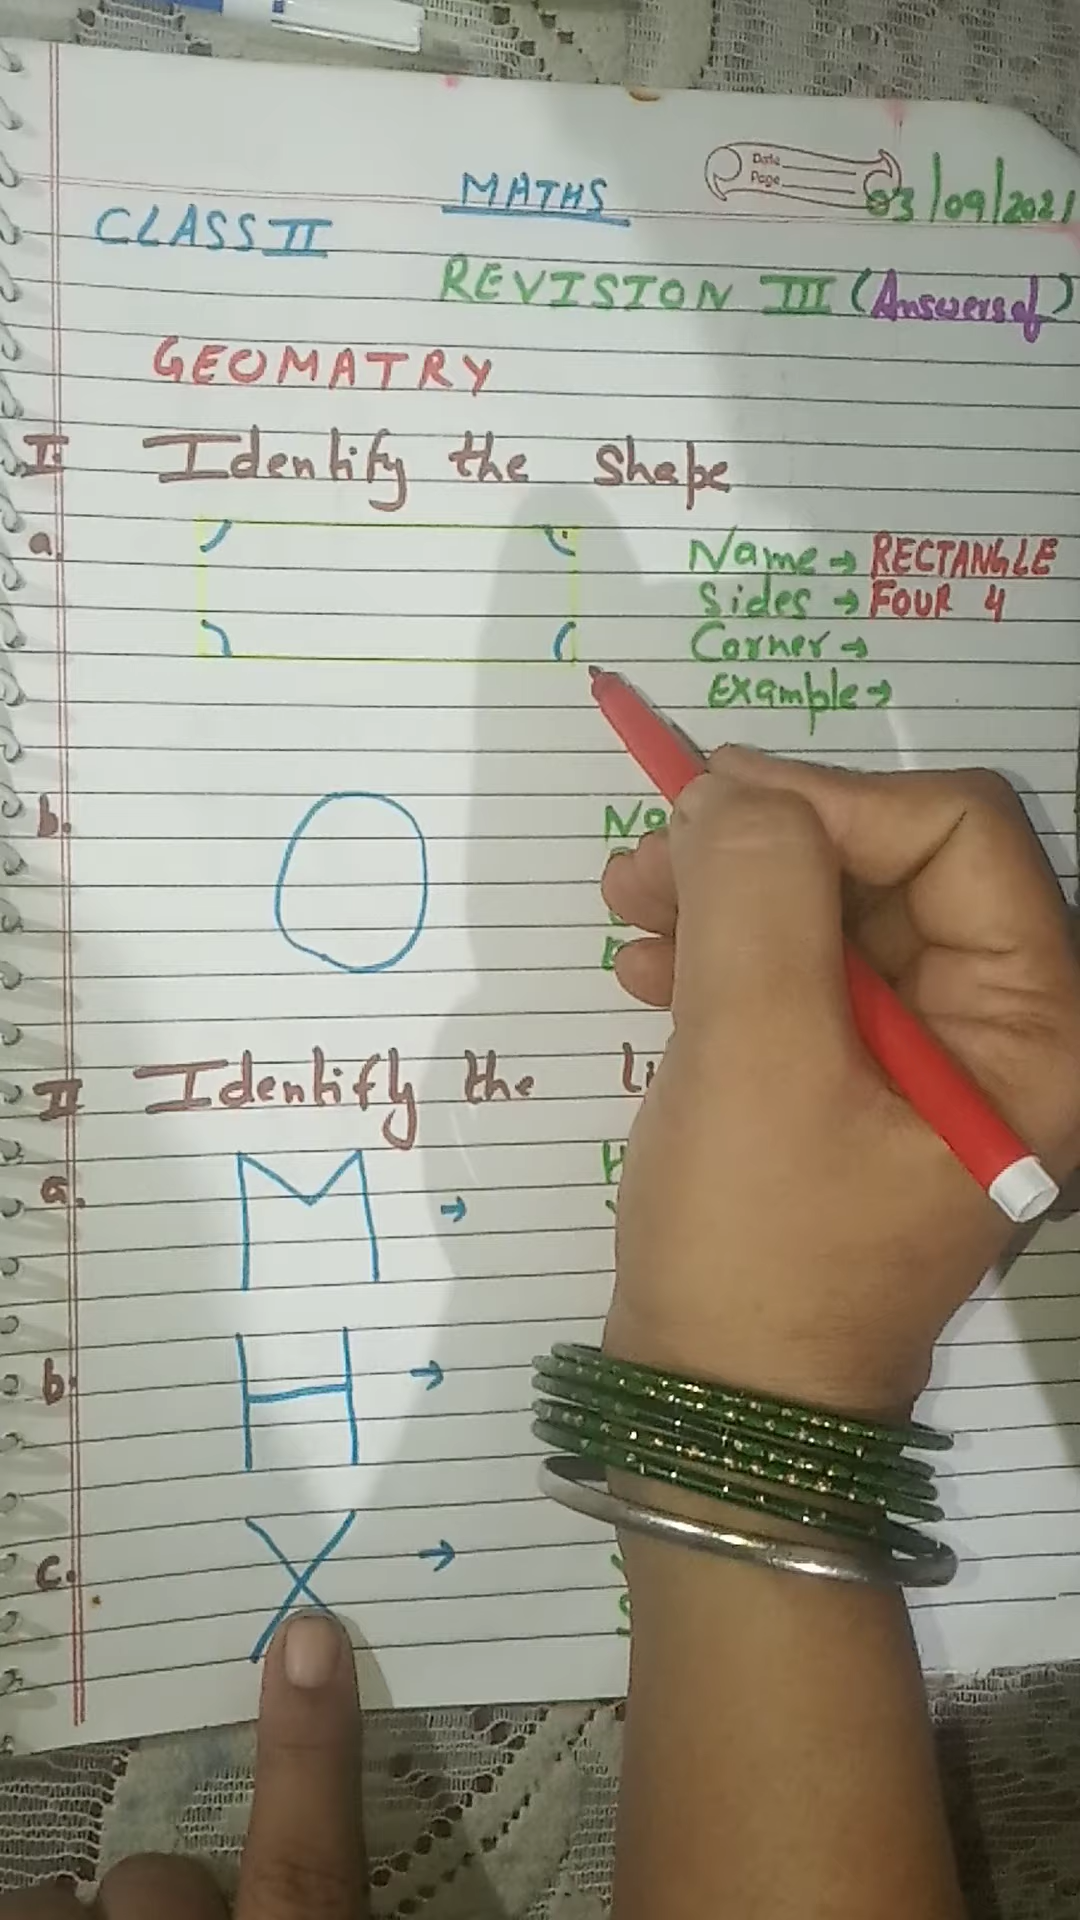 Date
Page
03/09/2021
MATHS
CLASS II
REVISION III (Answers of)
GEOMATRY
I. Identify the Shape
a.
Name → RECTANGLE
Sides → FOUR 4
Corner →
Example →
b.
II Identifly the
a. M →
b. H →
c. X →